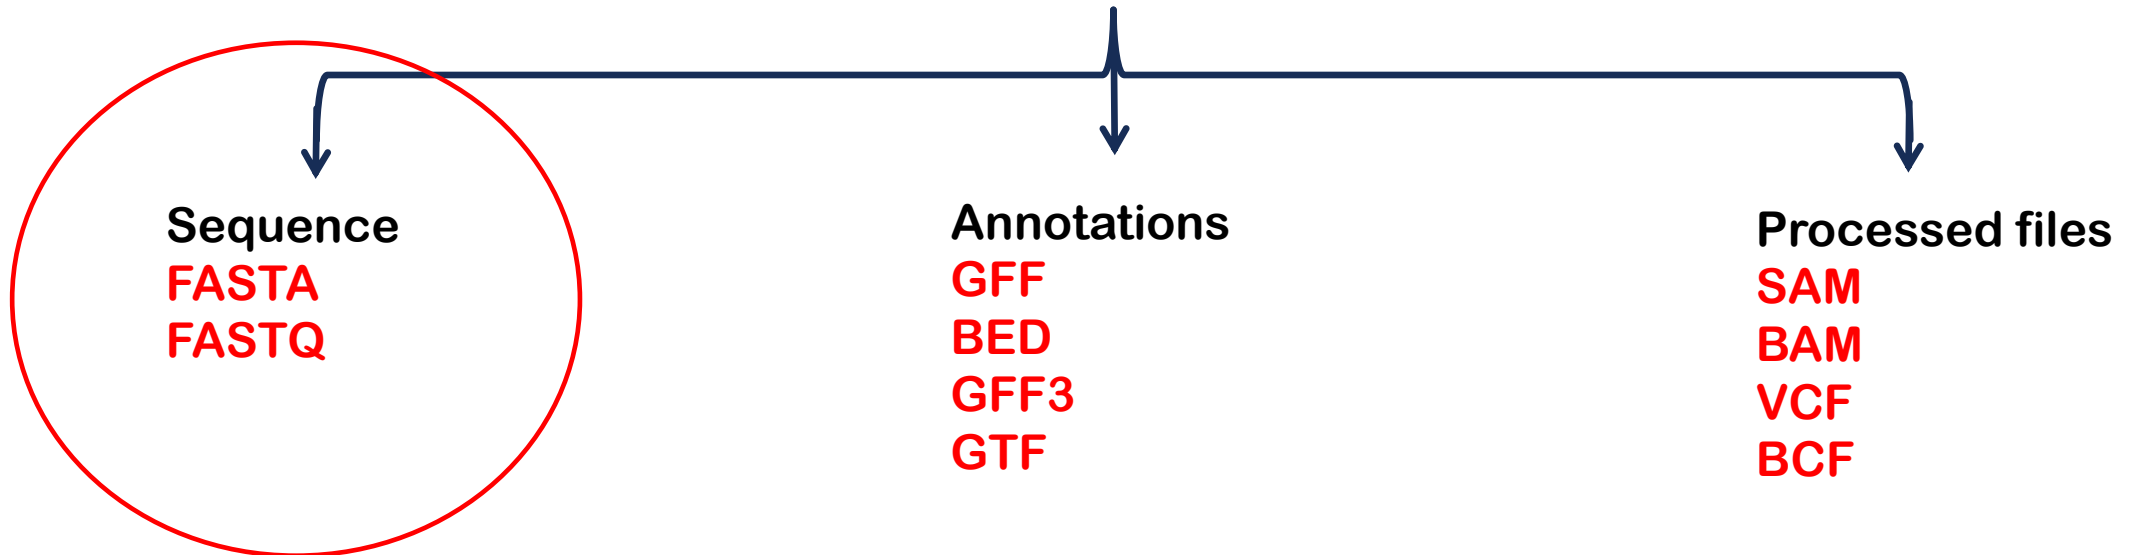 Sequence
FASTA
FASTQ
Annotations
GFF
BED
GFF3
GTF
Processed files
SAM
BAM
VCF
BCF